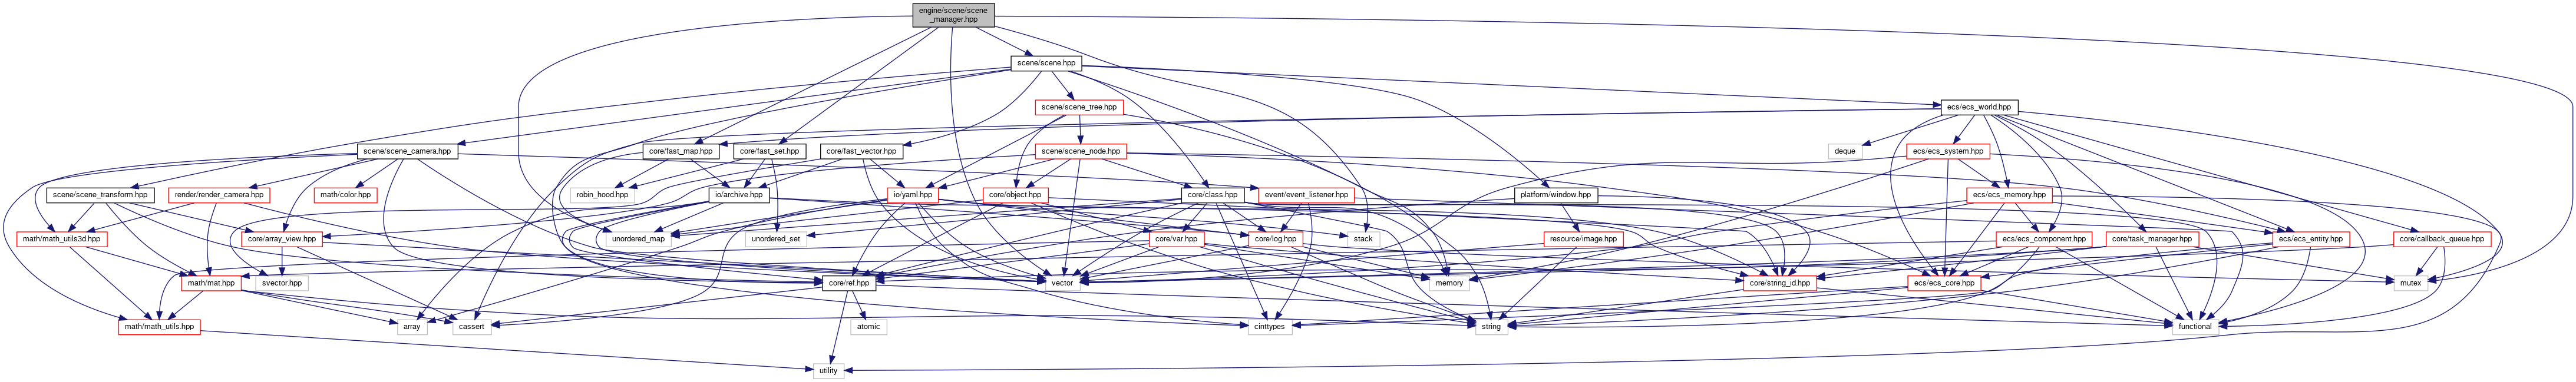 engine/scene/scene
_manager.hpp
scene/scene.hpp
scene/scene_tree.hpp
ecs/ecs_world.hpp
scene/scene_camera.hpp
core/fast_map.hpp
core/fast_set.hpp
core/fast_vector.hpp
scene/scene_node.hpp
deque
ecs/ecs_system.hpp
scene/scene_transform.hpp
render/render_camera.hpp
math/color.hpp
robin_hood.hpp
io/archive.hpp
io/yaml.hpp
core/object.hpp
core/class.hpp
event/event_listener.hpp
platform/window.hpp
ecs/ecs_memory.hpp
math/math_utils3d.hpp
core/array_view.hpp
unordered_map
unordered_set
core/var.hpp
core/log.hpp
stack
resource/image.hpp
ecs/ecs_component.hpp
core/task_manager.hpp
ecs/ecs_entity.hpp
core/callback_queue.hpp
math/mat.hpp
svector.hpp
core/ref.hpp
vector
memory
core/string_id.hpp
ecs/ecs_core.hpp
mutex
math/math_utils.hpp
array
cassert
atomic
cinttypes
string
functional
utility